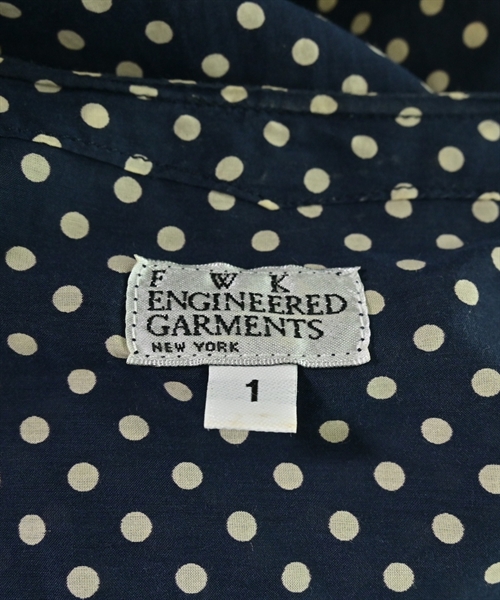 F W K
ENGINEERED
GARMENTS
NEW YORK
1